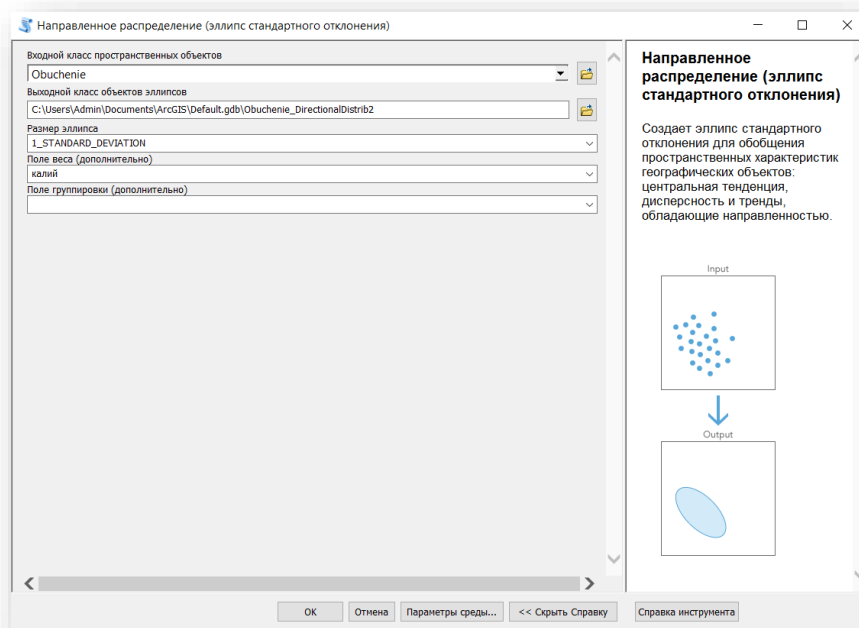 Направленное распределение (эллипс стандартного отклонения)
Входной класс пространственных объектов
Obuchenie
Выходной класс объектов эллипсов
C:\Users\Admin\Documents\ArcGIS\Default.gdb\Obuchenie_DirectionalDistrib2
Размер эллипса
1_STANDARD_DEVIATION
Поле веса (дополнительно)
калий
Поле группировки (дополнительно)
Направленное
распределение (эллипс
стандартного отклонения)
Создает эллипс стандартного
отклонения для обобщения
пространственных характеристик
географических объектов:
центральная тенденция,
дисперсность и тренды,
обладающие направленностью.
Input
Output
OK
Отмена
Параметры среды...
<< Скрыть Справку
Справка инструмента